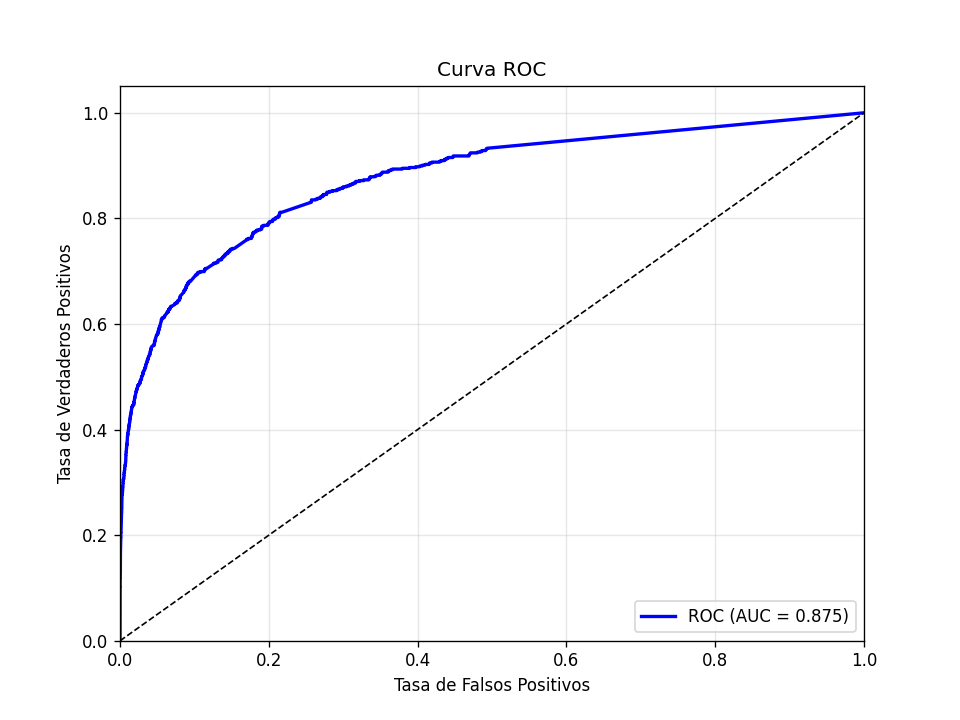 Curva ROC
Tasa de Verdaderos Positivos
1.0
0.8
0.6
0.4
0.2
0.0
ROC (AUC = 0.875)
0.0 0.2 0.4 0.6 0.8 1.0
Tasa de Falsos Positivos